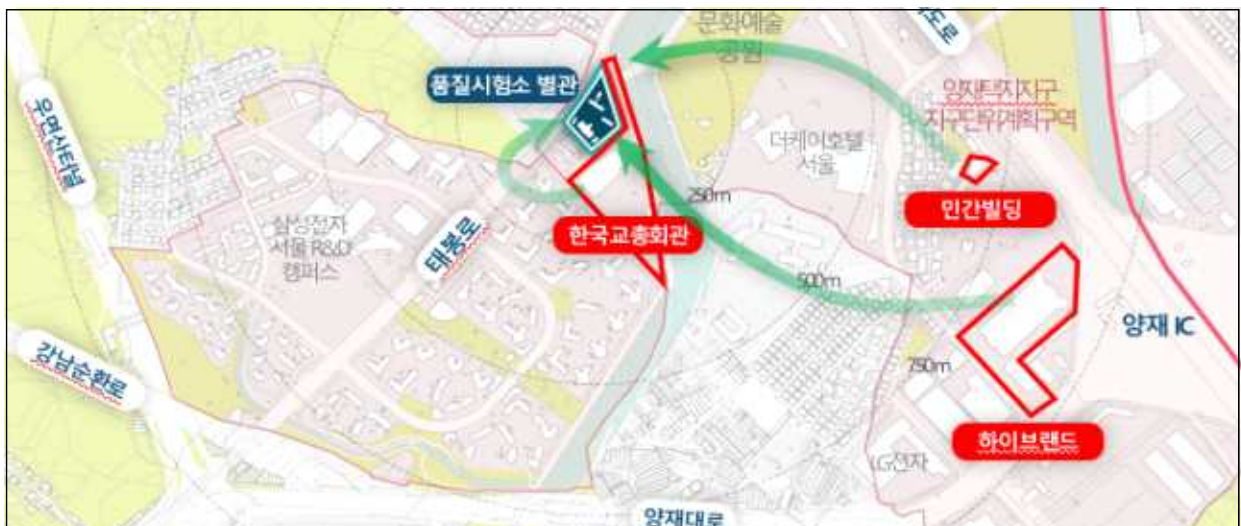 문화예술
공원
품질시험소 별관
양재택지지구
지구단위계획구역
더케이호텔
서울
우면산터널
민간빌딩
250m
한국교총회관
삼성전자
서울 R&D
캠퍼스
태봉로
500m
양재 IC
강남순환로
750m
하이브랜드
LG전자
양재대로